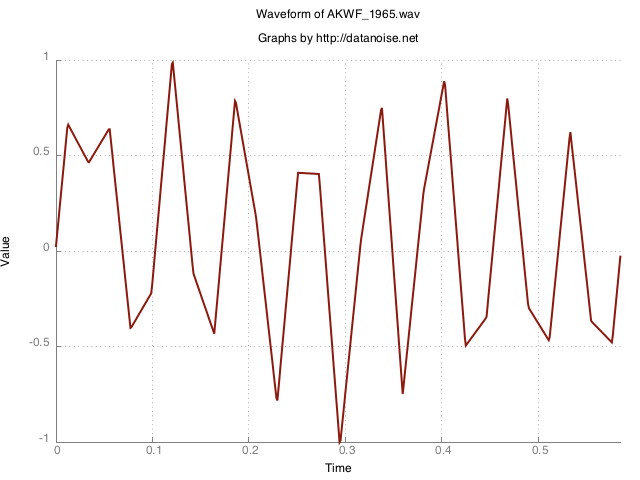 Waveform of AKWF_1965.wav
Graphs by http://datanoise.net
1
0.5
0
-0.5
-1
Value
0 0.1 0.2 0.3 0.4 0.5
Time